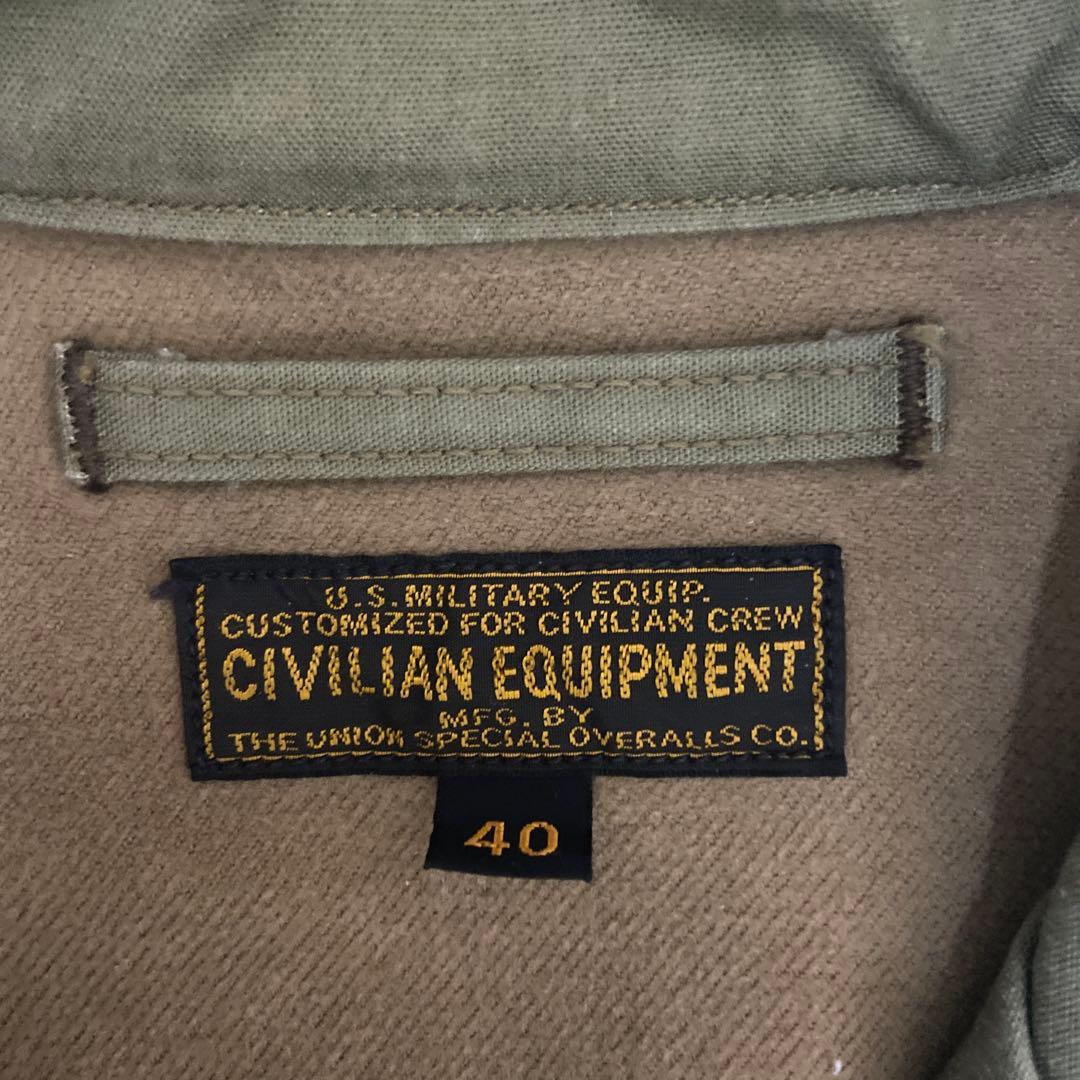 U.S. MILITARY EQUIP.
CUSTOMIZED FOR CIVILIAN CREW
CIVILIAN EQUIPMENT
MFG. BY
THE UNION SPECIAL OVERALLS CO.
40